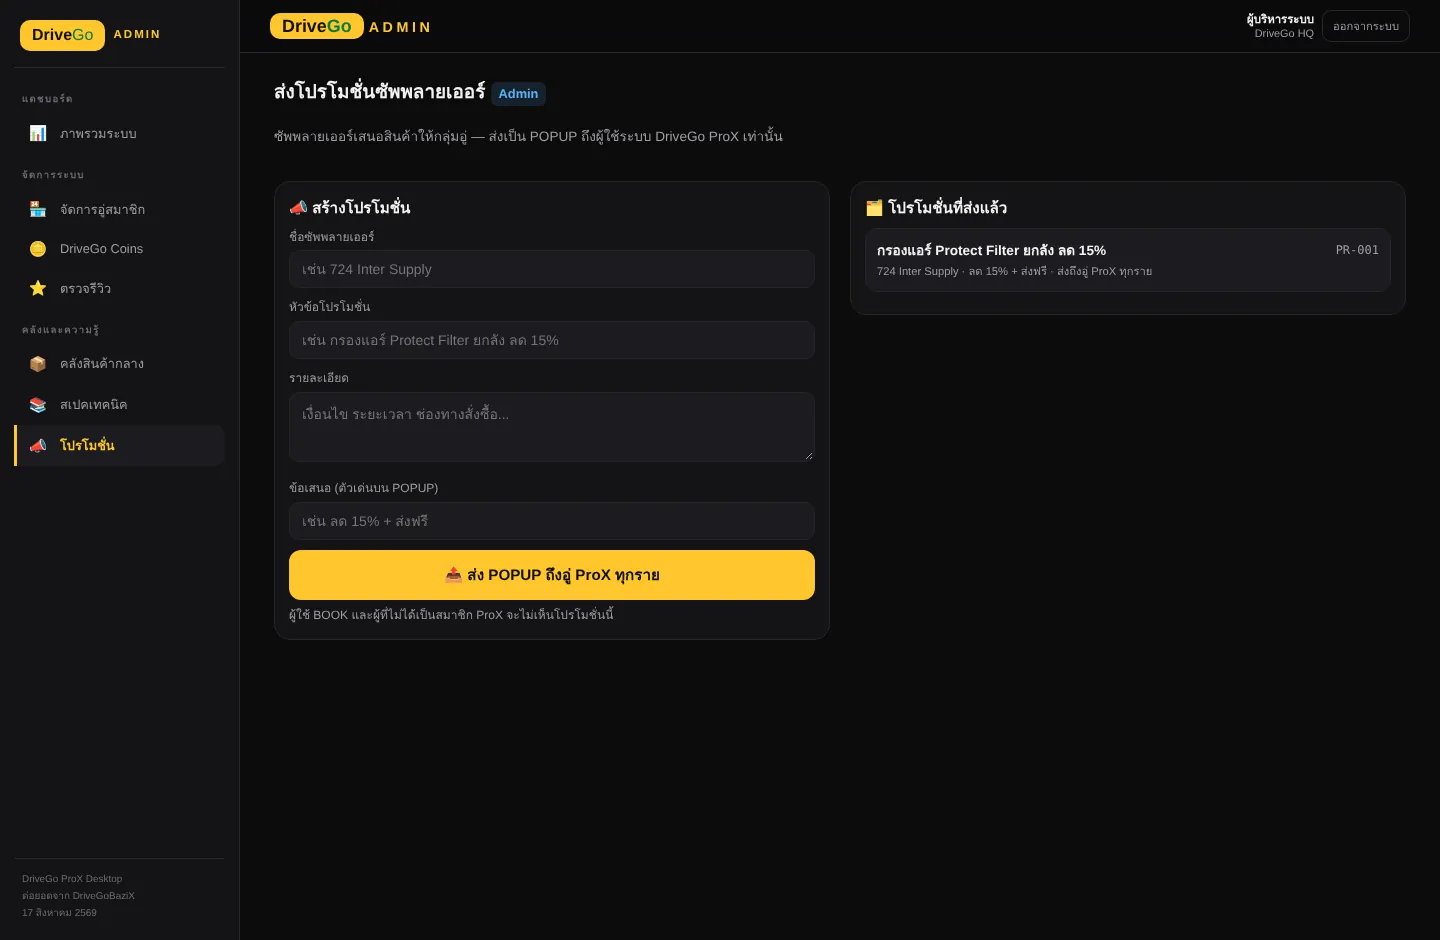 DriveGo ADMIN
แดชบอร์ด
ภาพรวมระบบ
จัดการระบบ
จัดการอู่สมาชิก
DriveGo Coins
ตรวจรีวิว
คลังและความรู้
คลังสินค้ากลาง
สเปคเทคนิค
โปรโมชั่น
DriveGo ProX Desktop
ต่อยอดจาก DriveGoBaziX
17 สิงหาคม 2569
DriveGo ADMIN
ผู้บริหารระบบ
DriveGo HQ
ออกจากระบบ
ส่งโปรโมชั่นซัพพลายเออร์ Admin
ซัพพลายเออร์เสนอสินค้าให้กลุ่มอู่ — ส่งเป็น POPUP ถึงผู้ใช้ระบบ DriveGo ProX เท่านั้น
สร้างโปรโมชั่น
ชื่อซัพพลายเออร์
เช่น 724 Inter Supply
หัวข้อโปรโมชั่น
เช่น กรองแอร์ Protect Filter ยกลัง ลด 15%
รายละเอียด
เงื่อนไข ระยะเวลา ช่องทางสั่งซื้อ...
ข้อเสนอ (ตัวเด่นบน POPUP)
เช่น ลด 15% + ส่งฟรี
ส่ง POPUP ถึงอู่ ProX ทุกราย
ผู้ใช้ BOOK และผู้ที่ไม่ได้เป็นสมาชิก ProX จะไม่เห็นโปรโมชั่นนี้
โปรโมชั่นที่ส่งแล้ว
กรองแอร์ Protect Filter ยกลัง ลด 15% PR-001
724 Inter Supply · ลด 15% + ส่งฟรี · ส่งถึงอู่ ProX ทุกราย